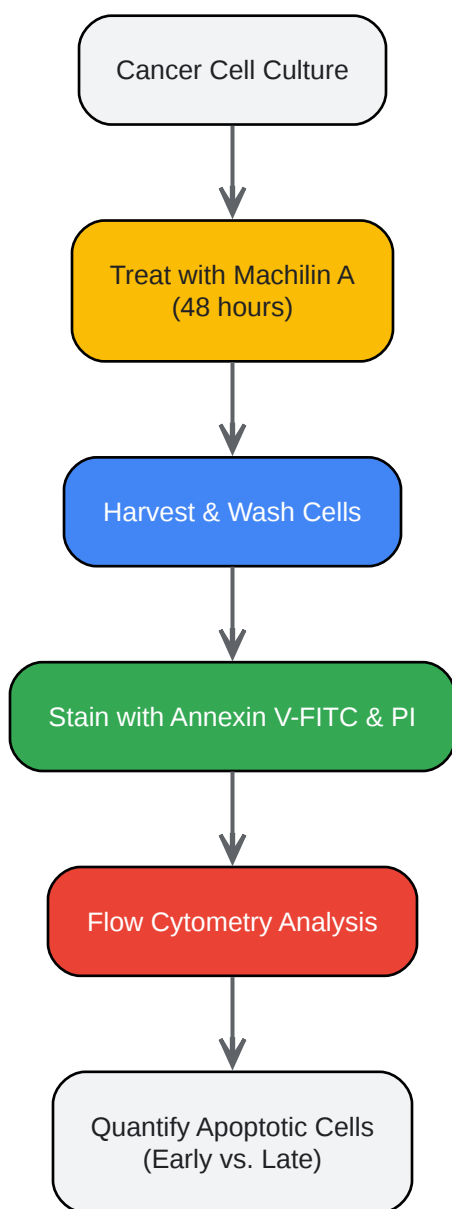 Cancer Cell Culture
Treat with Machilin A
(48 hours)
Harvest & Wash Cells
Stain with Annexin V-FITC & PI
Flow Cytometry Analysis
Quantify Apoptotic Cells
(Early vs. Late)